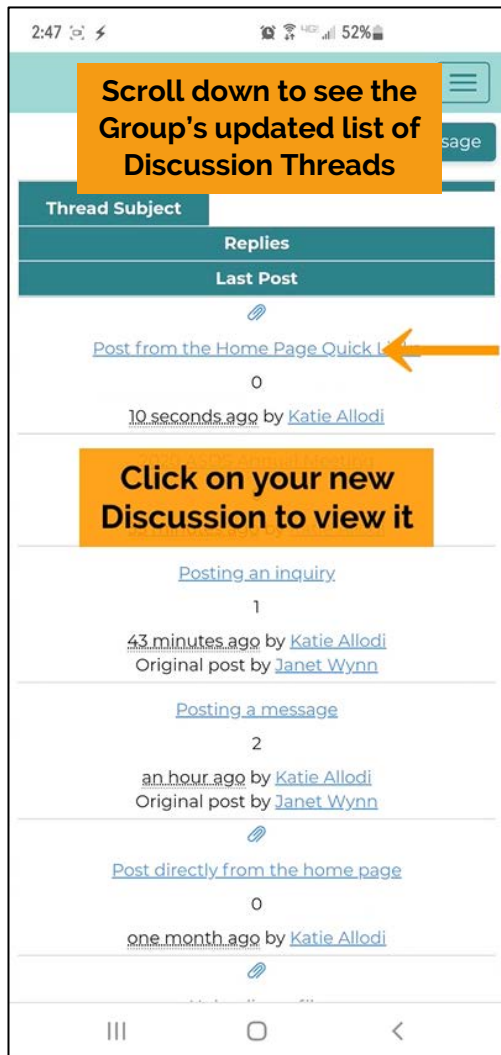 2:47 52%
Scroll down to see the
Group's updated list of
Discussion Threads
sage
Thread Subject
Replies
Last Post
Post from the Home Page Quick Links
0
10 seconds ago by Katie Allodi
Click on your new
Discussion to view it
Posting an inquiry
1
43 minutes ago by Katie Allodi
Original post by Janet Wynn
Posting a message
2
an hour ago by Katie Allodi
Original post by Janet Wynn
Post directly from the home page
0
one month ago by Katie Allodi